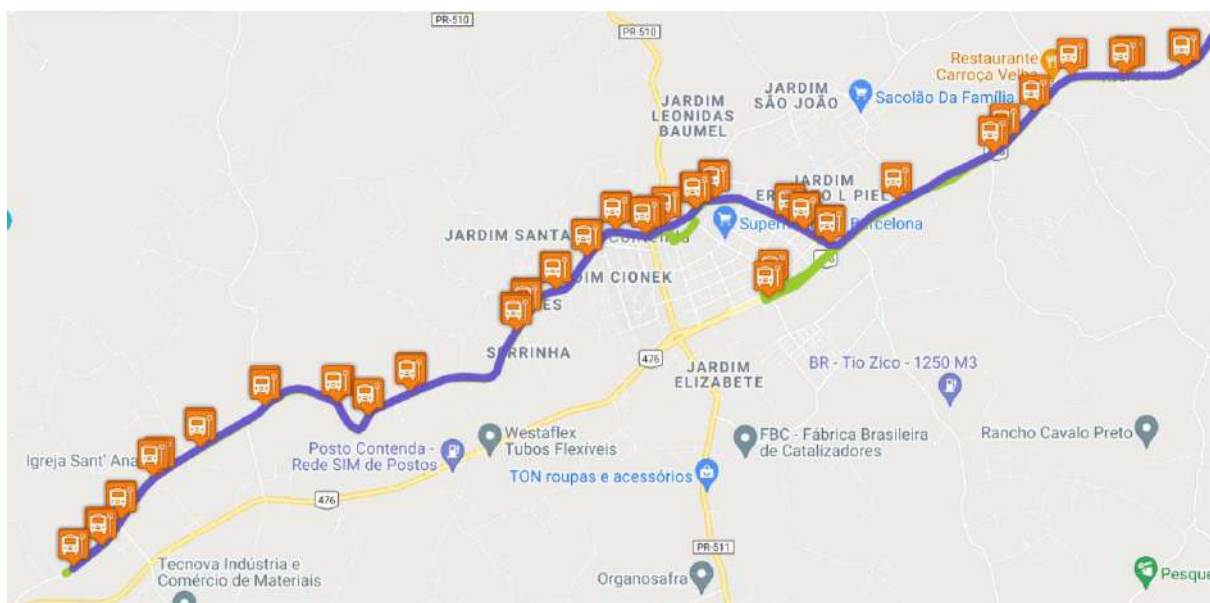 PR-510
PR-510
Restaurante
Carroça Velha
JARDIM
SÃO JOÃO
Sacolão Da Família
JARDIM
LEONIDAS
BAUMEL
JARDIM
PIEL
JARDIM SANTA
Barcelona
CIONEK
SERRINHA
476
JARDIM
ELIZABETE
BR - Tio Zico - 1250 M3
Igreja Sant' Ana
Posto Contenda -
Rede SIM de Postos
Westaflex
Tubos Flexíveis
FBC - Fábrica Brasileira
de Catalizadores
Rancho Cavalo Preto
TON roupas e acessórios
476
PR-511
Tecnova Indústria e
Comércio de Materiais
Organosafra